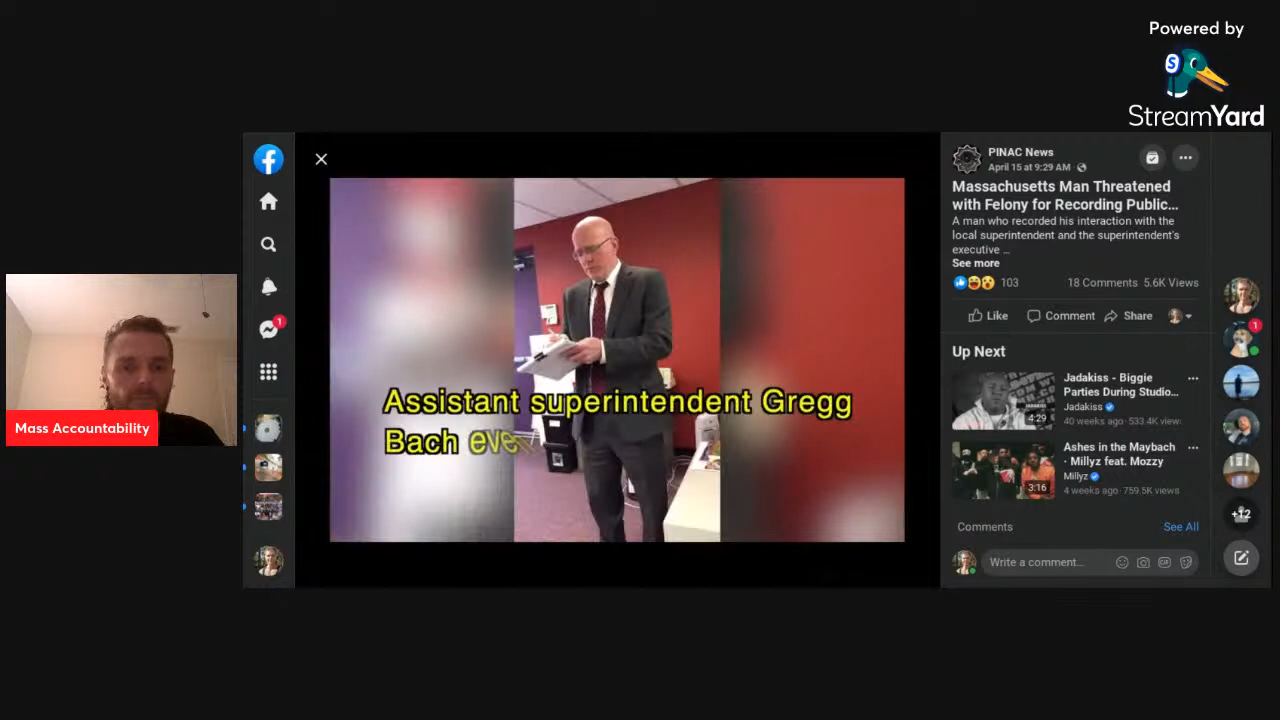 Powered by
StreamYard
PINAC News
April 15 at 9:29 AM
Massachusetts Man Threatened
with Felony for Recording Public...
A man who recorded his interaction with the
local superintendent and the superintendent's
executive ...
See more
103
18 Comments 5.6K Views
Like
Comment
Share
Up Next
Jadakiss - Biggie
Parties During Studio...
Jadakiss
40 weeks ago · 533.4K views
4:29
Ashes in the Maybach
· Millyz feat. Mozzy
Millyz
4 weeks ago · 759.5K views
3:16
Comments
See All
Write a comment...
GIF
1
1
+12
Mass Accountability
Assistant superintendent Gregg
Bach eve